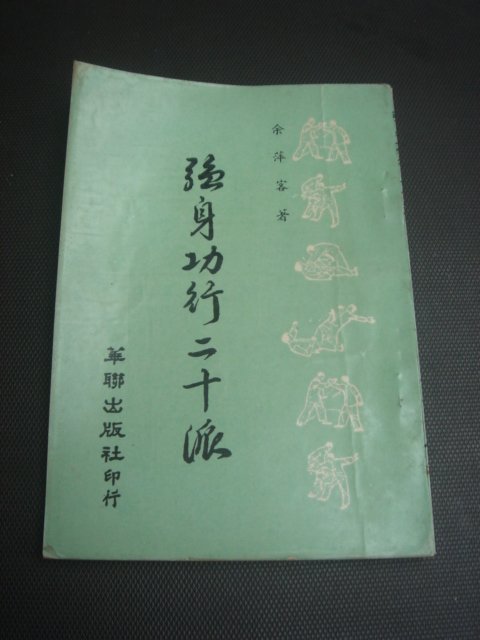 余萍客著
強身功行二十派
華聯出版社印行